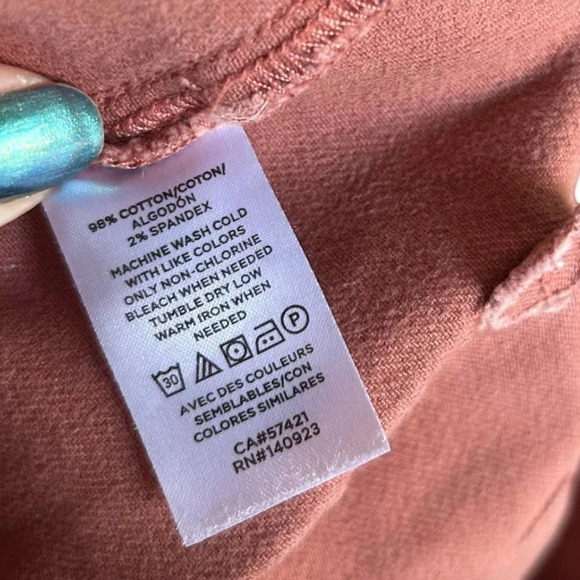 98% COTTON/COTON/
ALGODÓN
2% SPANDEX
MACHINE WASH COLD
WITH LIKE COLORS
ONLY NON-CHLORINE
BLEACH WHEN NEEDED
TUMBLE DRY LOW
WARM IRON WHEN
NEEDED
30 P
AVEC DES COULEURS
SEMBLABLES/CON
COLORES SIMILARES
CA#57421
RN#140923